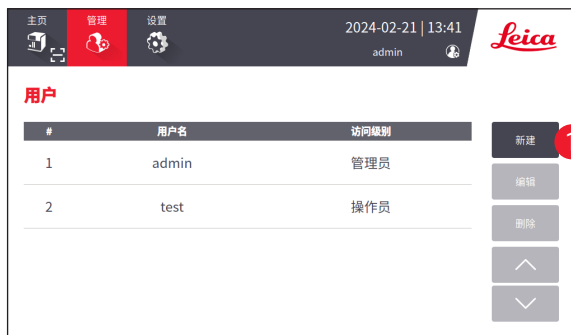 主页 管理 设置
2024-02-21 | 13:41
admin
Leica
用户
# 用户名 访问级别
1 admin 管理员
2 test 操作员
新建
1
编辑
删除